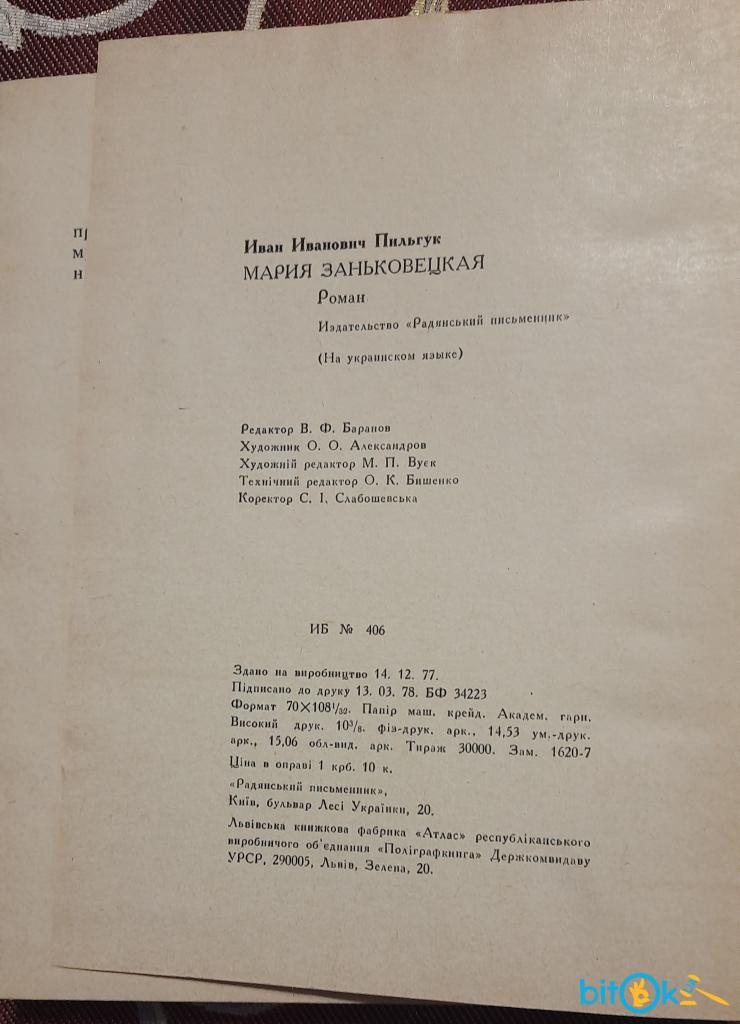 М
Н
Иван Иванович Пильгук
МАРИЯ ЗАНЬКОВЕЦКАЯ
Роман
Издательство «Радянський письменник»
(На украинском языке)
Редактор В. Ф. Баранов
Художник О. О. Александров
Художній редактор М. П. Вуєк
Технічний редактор О. К. Бишенко
Коректор С. І. Слабошевська
ИБ № 406
Здано на виробництво 14. 12. 77.
Підписано до друку 13. 03. 78. БФ 34223
Формат 70×108¹/₃₂. Папір маш. крейд. Академ. гарн.
Високий друк. 10³/₈. фіз-друк. арк., 14,53 ум.-друк.
арк., 15,06 обл-вид. арк. Тираж 30000. Зам. 1620-7
Ціна в оправі 1 крб. 10 к.
«Радянський письменник»,
Київ, бульвар Лесі Українки, 20.
Львівська книжкова фабрика «Атлас» республіканського
виробничого об'єднання «Поліграфкнига» Держкомвидаву
УРСР, 290005, Львів, Зелена, 20.
bitOk